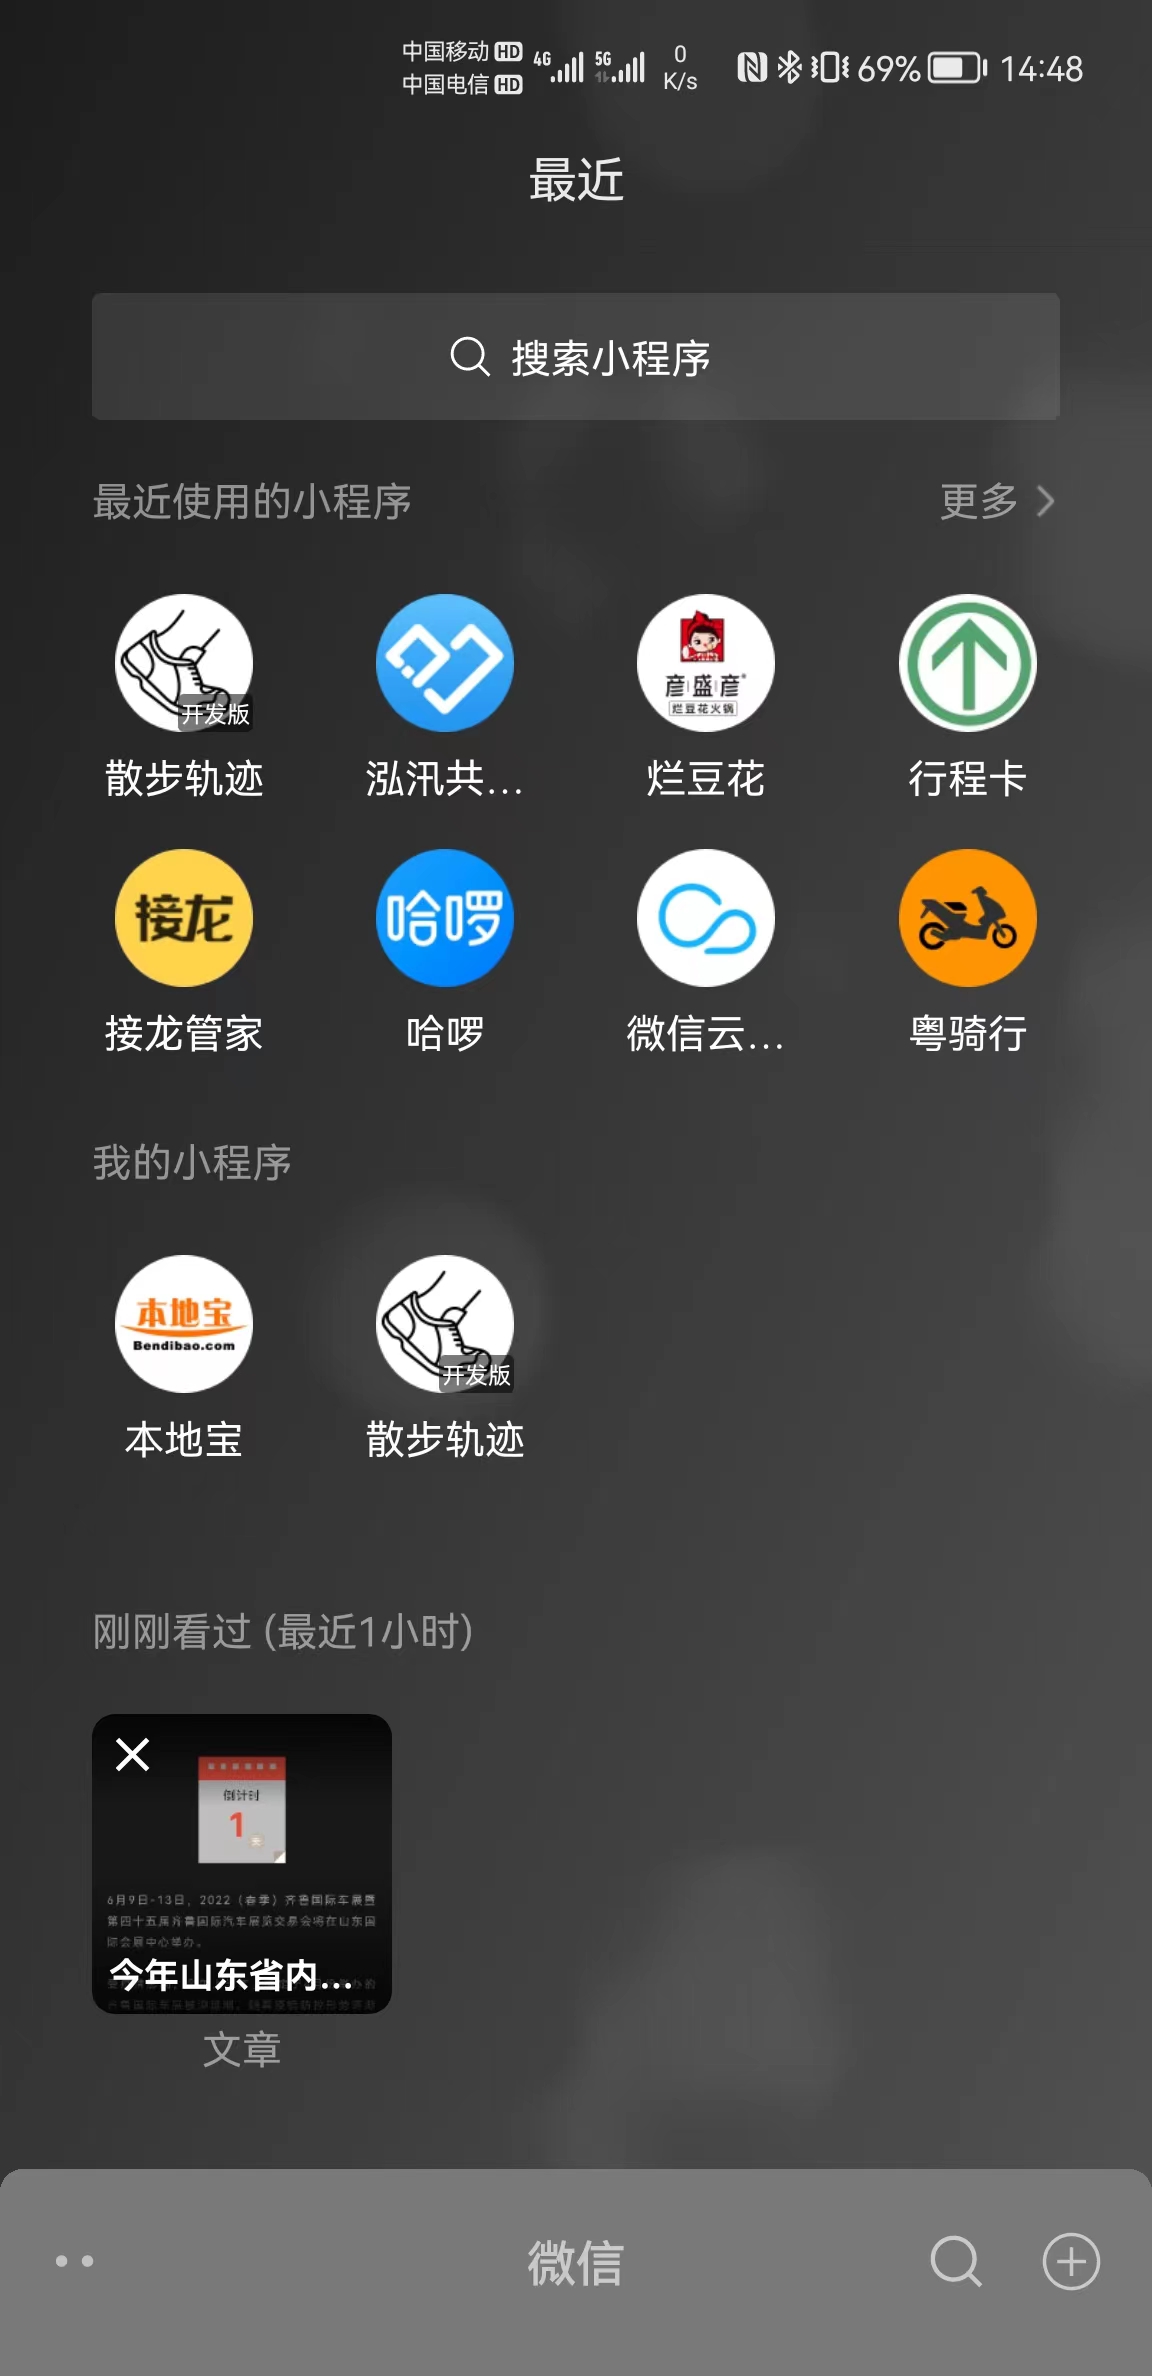 中国移动 HD 4G 5G 0 69% 14:48
中国电信 HD K/s
最近
搜索小程序
最近使用的小程序 更多
开发版
彦盛彦
烂豆花火锅
散步轨迹 泓汛共... 烂豆花 行程卡
接龙 哈啰
接龙管家 哈啰 微信云... 粤骑行
我的小程序
本地宝
Bendibao.com
开发版
本地宝 散步轨迹
刚刚看过 (最近1小时)
倒计时
1
天
6月9日-13日，2022（春季）齐鲁国际车展暨
第四十五届齐鲁国际汽车展览交易会将在山东国
际会展中心举办。
今年山东省内...
文章
微信